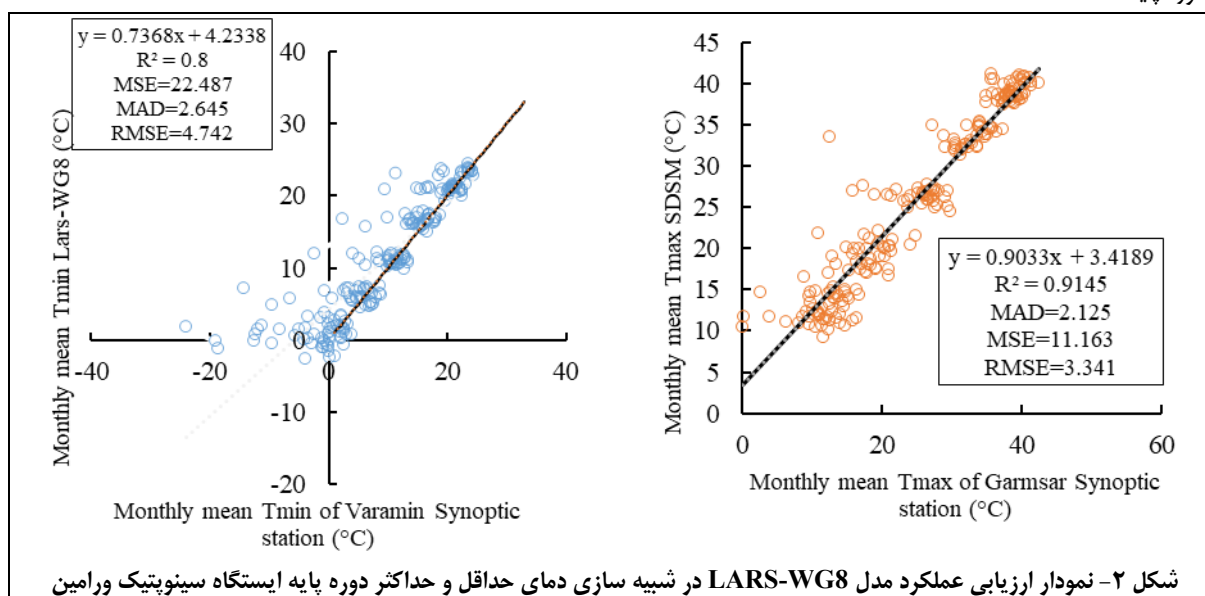 y = 0.7368x + 4.2338
R² = 0.8
MSE=22.487
MAD=2.645
RMSE=4.742
40
30
20
10
0
-10
-20
-40
-20
0
20
40
Monthly mean Tmin Lars-WG8 (°C)
Monthly mean Tmin of Varamin Synoptic
station (°C)
45
40
35
30
25
20
15
10
5
0
0
20
40
60
y = 0.9033x + 3.4189
R² = 0.9145
MAD=2.125
MSE=11.163
RMSE=3.341
Monthly mean Tmax SDSM (°C)
Monthly mean Tmax of Garmsar Synoptic
station (°C)
شکل ۲- نمودار ارزیابی عملکرد مدل LARS-WG8 در شبیه سازی دمای حداقل و حداکثر دوره پایه ایستگاه سینوپتیک ورامین